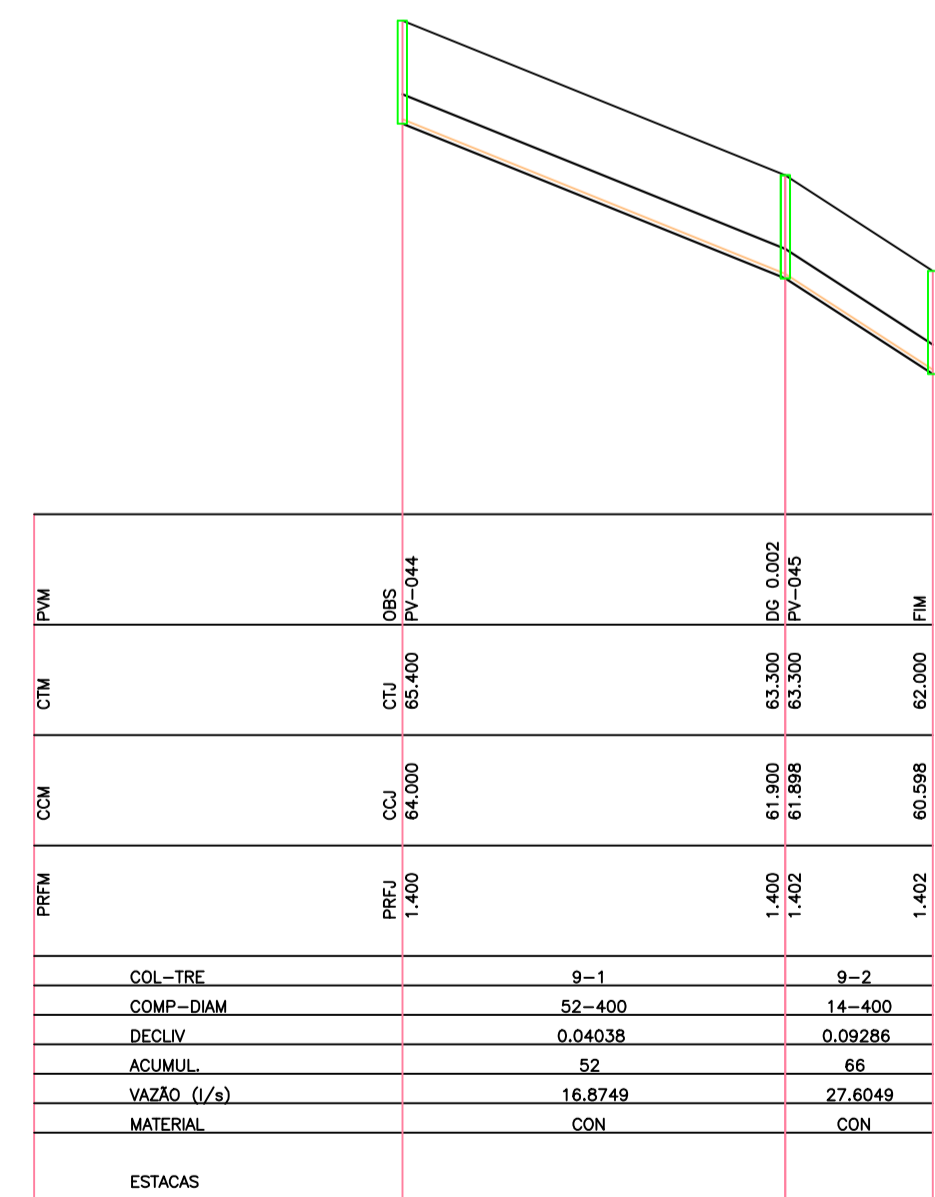 PVM OBS PV-044 DG 0.002 PV-045 FIM
CTM CTJ 65.400 63.300 63.300 62.000
CCM CCJ 64.000 61.900 61.898 60.598
PRFM PRFJ 1.400 1.400 1.402 1.402
COL-TRE 9-1 9-2
COMP-DIAM 52-400 14-400
DECLIV 0.04038 0.09286
ACUMUL. 52 66
VAZÃO (l/s) 16.8749 27.6049
MATERIAL CON CON
ESTACAS